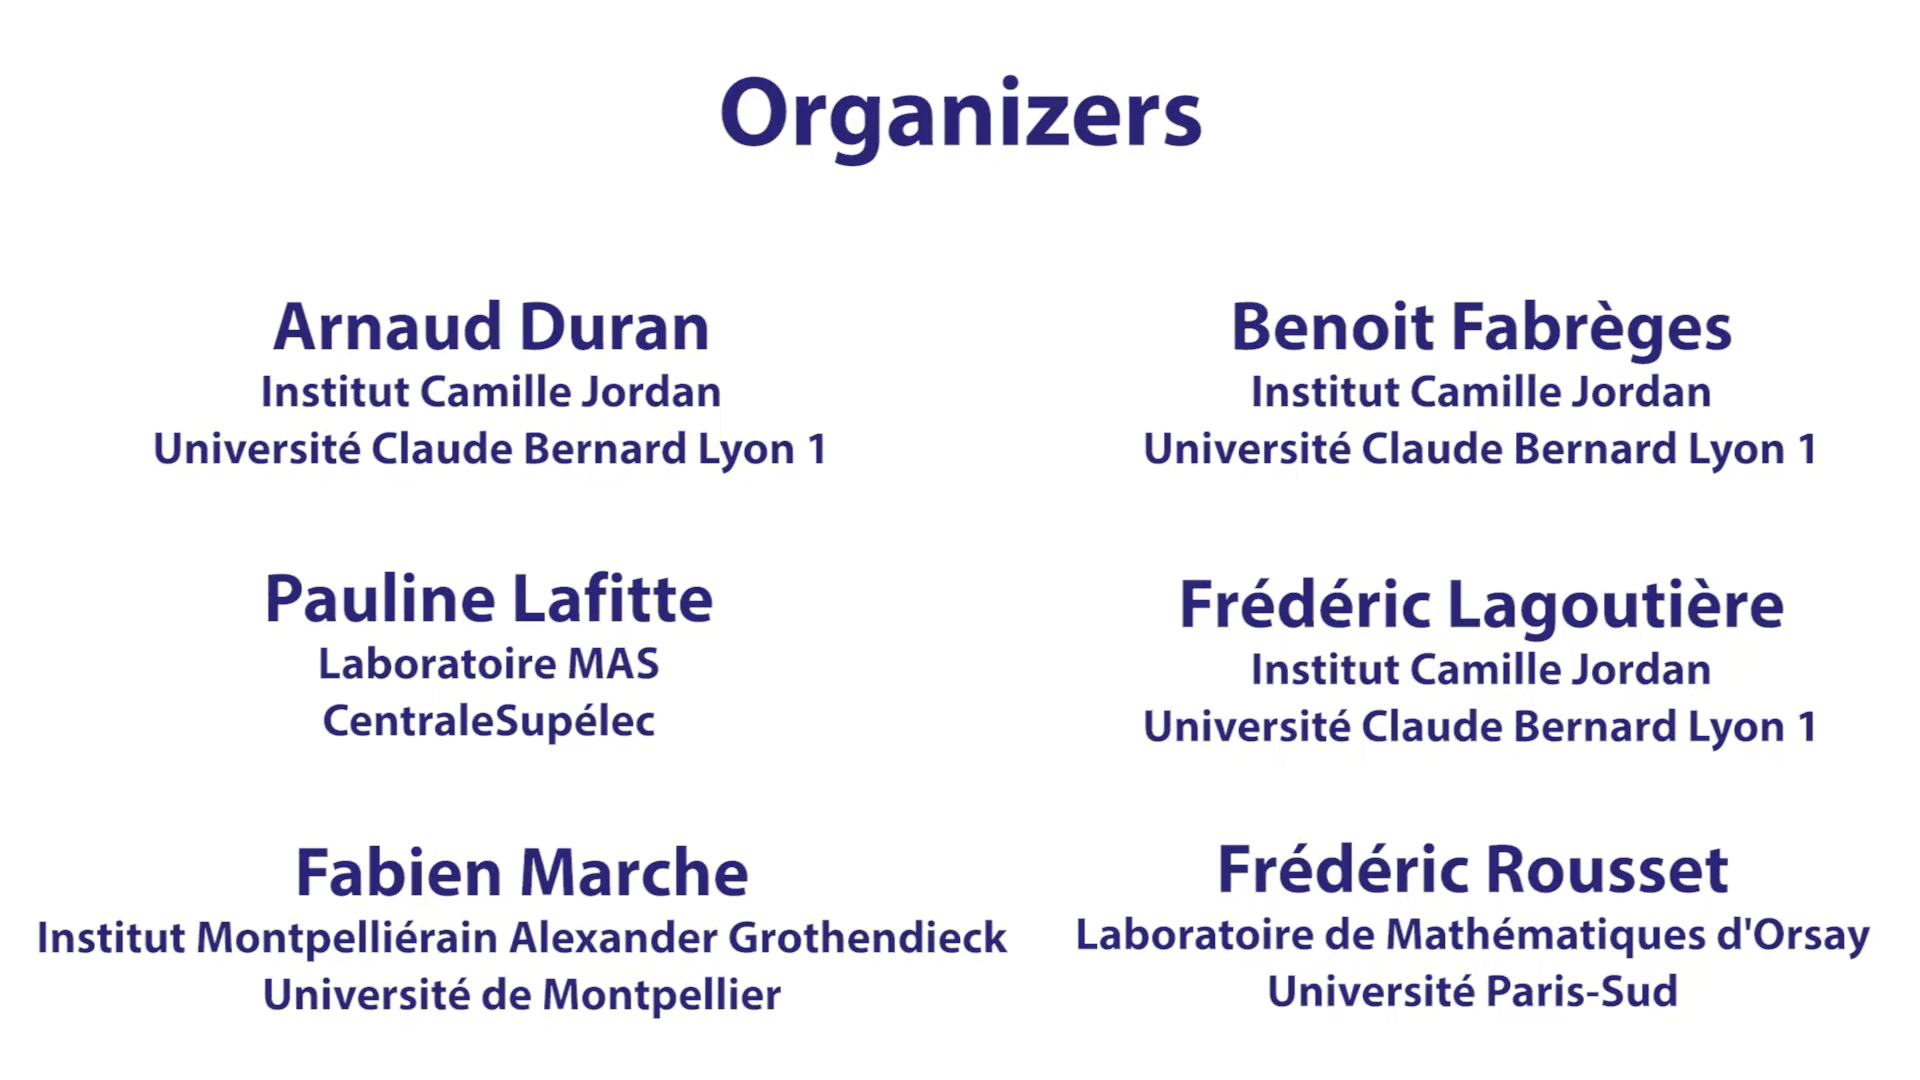 Organizers
Arnaud Duran
Institut Camille Jordan
Université Claude Bernard Lyon 1
Benoit Fabrèges
Institut Camille Jordan
Université Claude Bernard Lyon 1
Pauline Lafitte
Laboratoire MAS
CentraleSupélec
Frédéric Lagoutière
Institut Camille Jordan
Université Claude Bernard Lyon 1
Fabien Marche
Institut Montpelliérain Alexander Grothendieck
Université de Montpellier
Frédéric Rousset
Laboratoire de Mathématiques d'Orsay
Université Paris-Sud